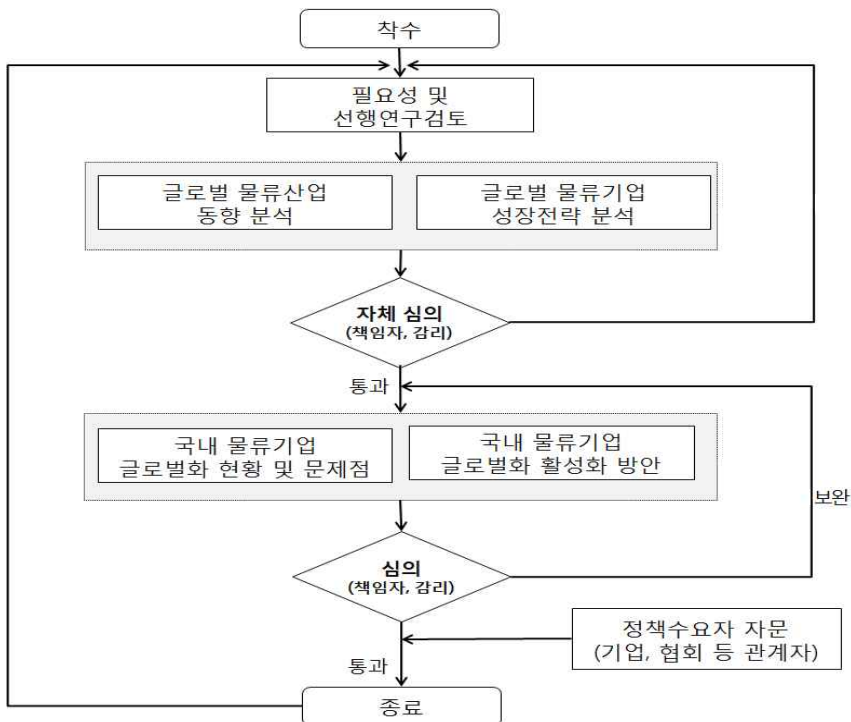 착수
필요성 및
선행연구검토
글로벌 물류산업
동향 분석
글로벌 물류기업
성장전략 분석
자체 심의
(책임자, 감리)
통과
국내 물류기업
글로벌화 현황 및 문제점
국내 물류기업
글로벌화 활성화 방안
보완
심의
(책임자, 감리)
정책수요자 자문
(기업, 협회 등 관계자)
통과
종료